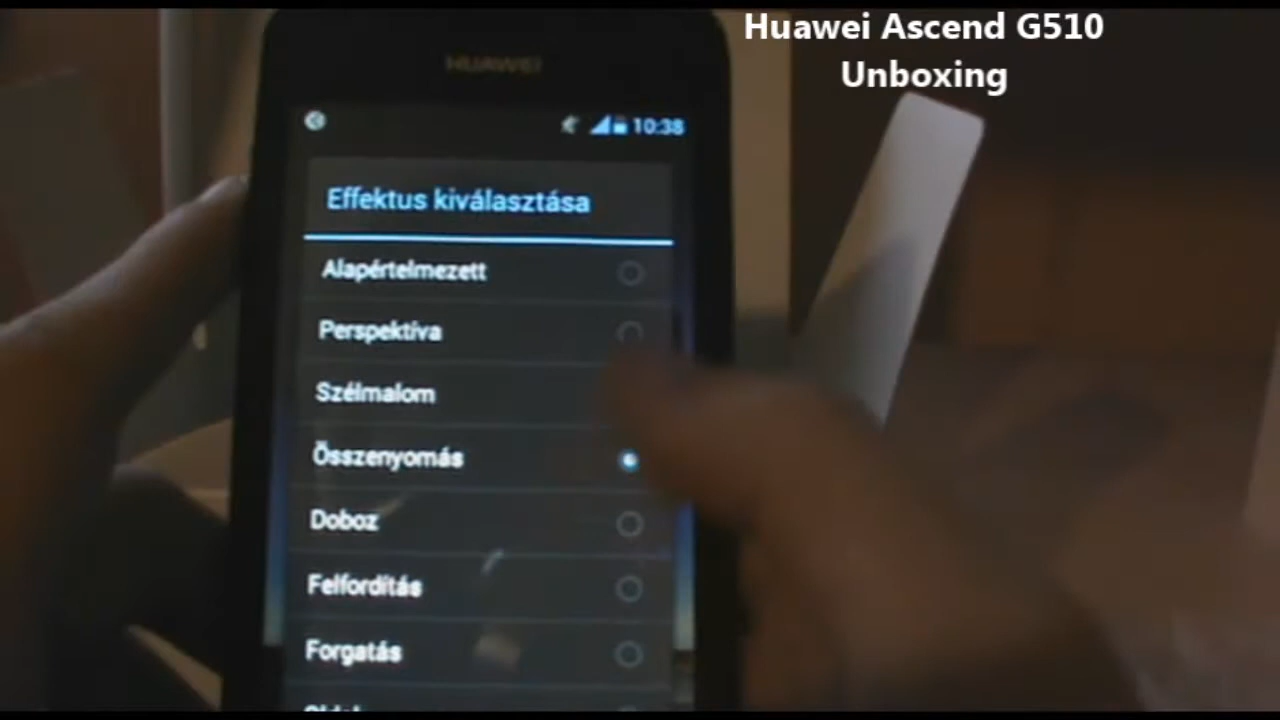 Huawei Ascend G510
Unboxing
HUAWEI
10:38
Effektus kiválasztása
Alapértelmezett
Perspektíva
Szélmalom
Összenyomás
Doboz
Felfordítás
Forgatás